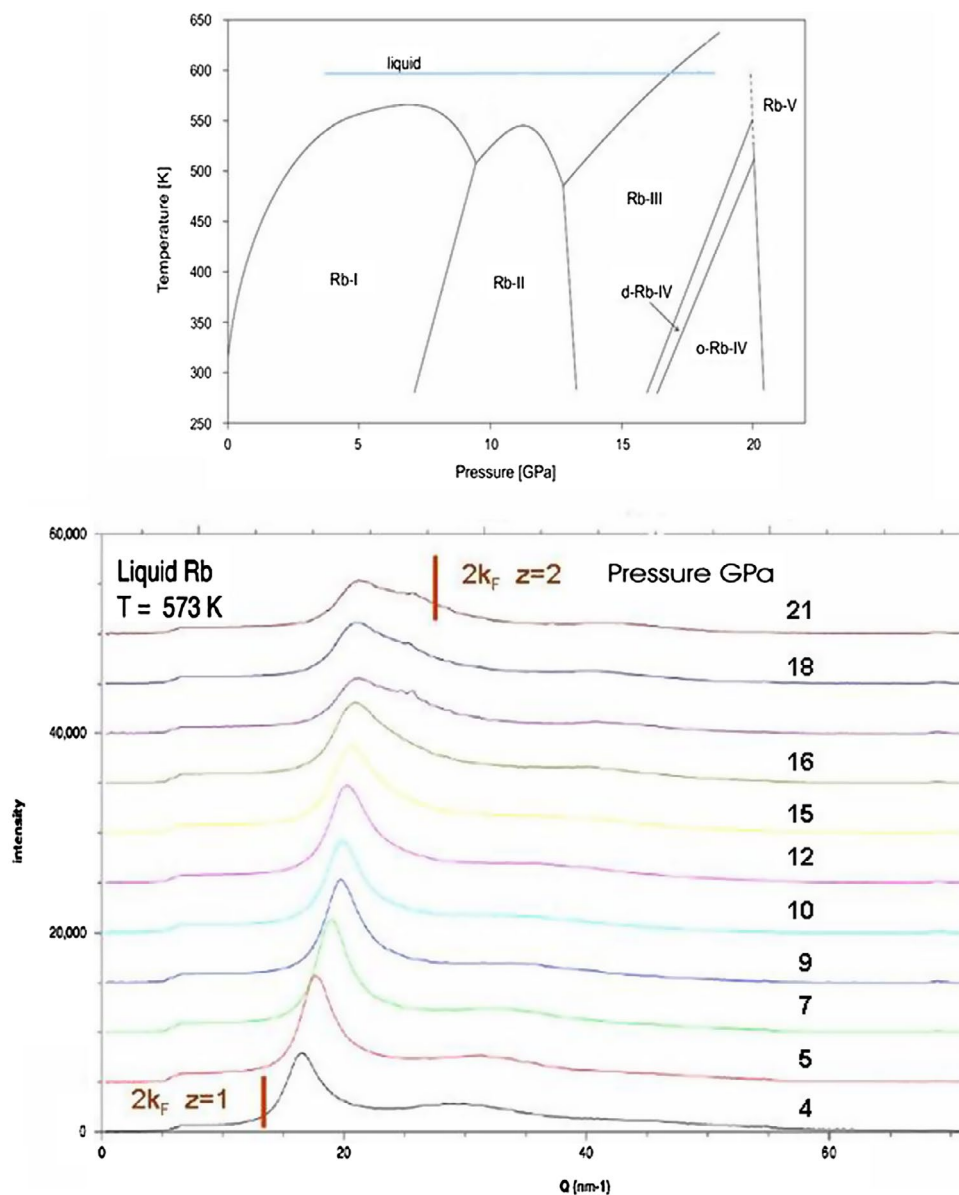 650
600
550
500
450
400
350
300
250
Temperature [K]
liquid
Rb-I
Rb-II
Rb-III
Rb-V
d-Rb-IV
o-Rb-IV
0
5
10
15
20
Pressure [GPa]
60,000
40,000
20,000
0
intensity
Liquid Rb
T = 573 K
2kF z=2
Pressure GPa
21
18
16
15
12
10
9
7
5
4
2kF z=1
0
20
40
60
Q (nm-1)